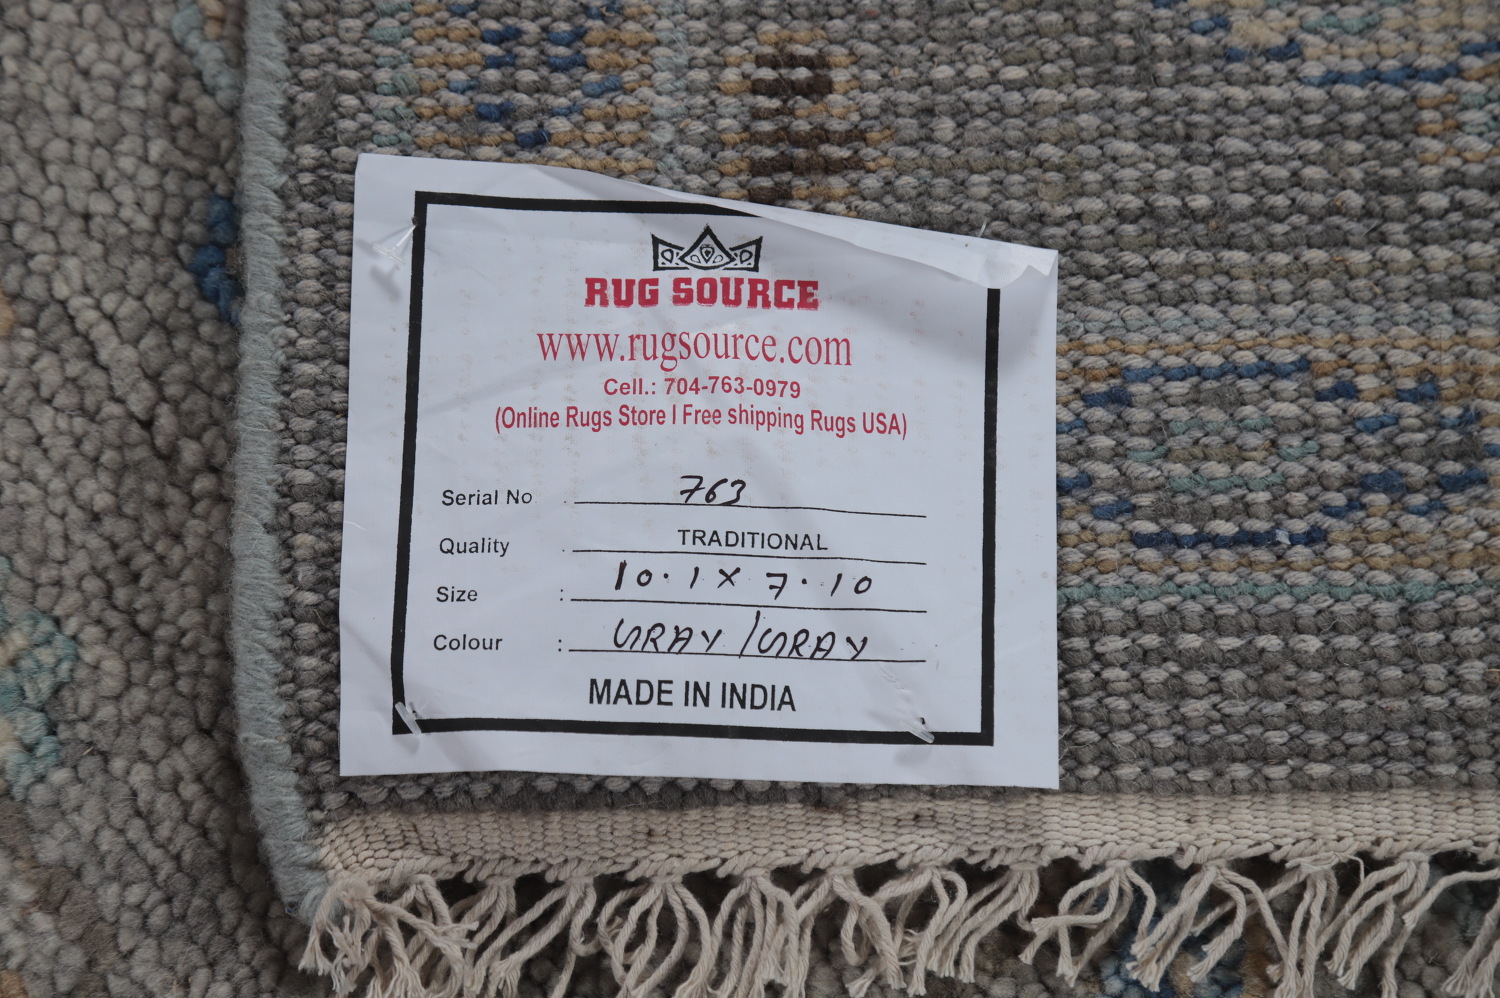 RUG SOURCE
www.rugsource.com
Cell.: 704-763-0979
(Online Rugs Store I Free shipping Rugs USA)
Serial No . 763
Quality . TRADITIONAL
Size : 10.1 X 7.10
Colour : GRAY / GRAY
MADE IN INDIA